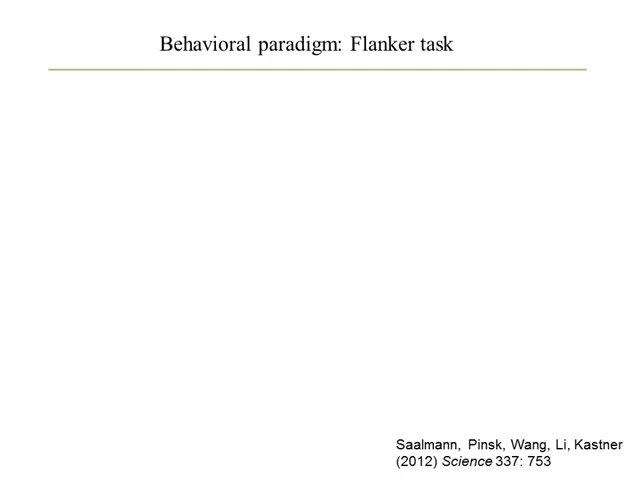 Behavioral paradigm: Flanker task
Saalmann, Pinsk, Wang, Li, Kastner
(2012) Science 337: 753